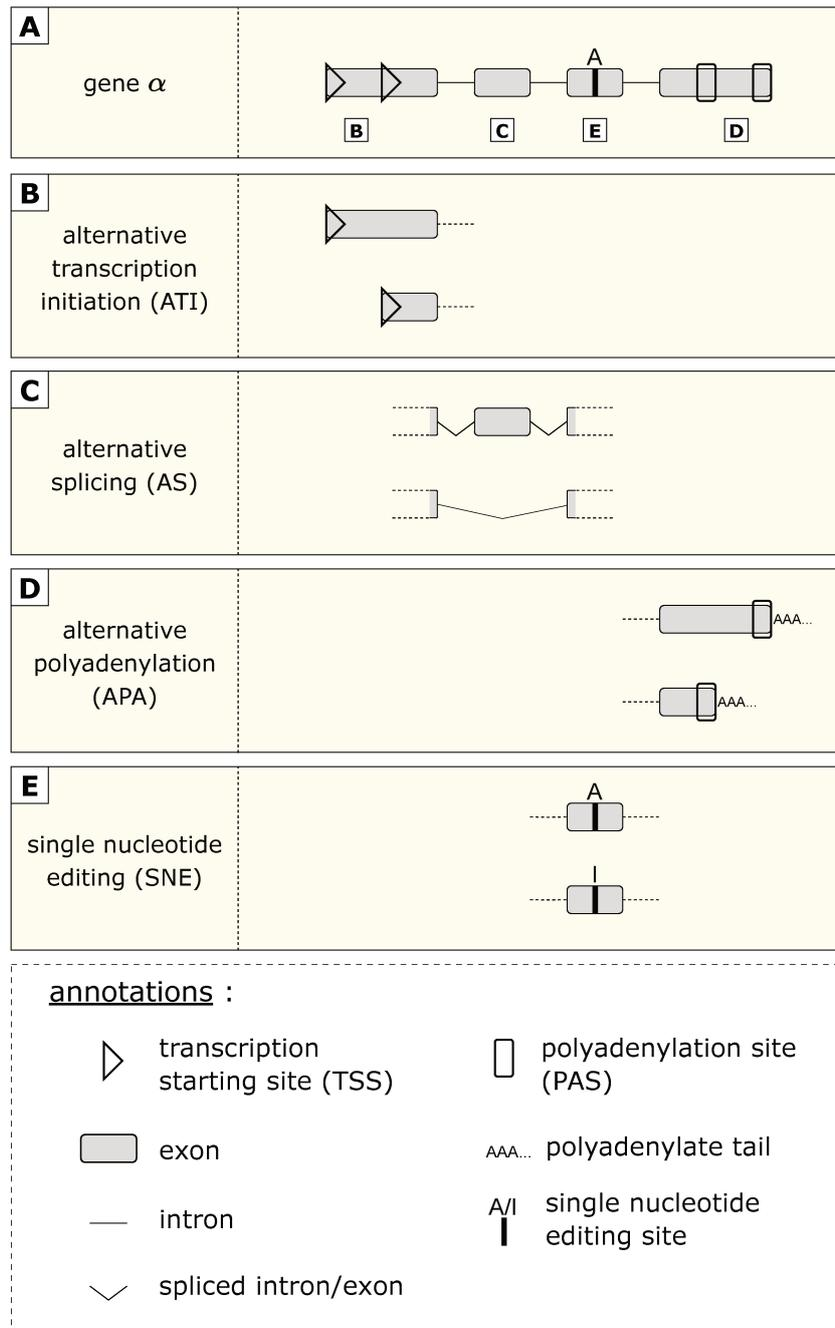 A
gene α
A
B C E D
B
alternative
transcription
initiation (ATI)
C
alternative
splicing (AS)
D
alternative
polyadenylation
(APA)
AAA...
AAA...
E
single nucleotide
editing (SNE)
A
I
annotations :
transcription
starting site (TSS)
polyadenylation site
(PAS)
exon
AAA... polyadenylate tail
intron
A/I single nucleotide
editing site
spliced intron/exon